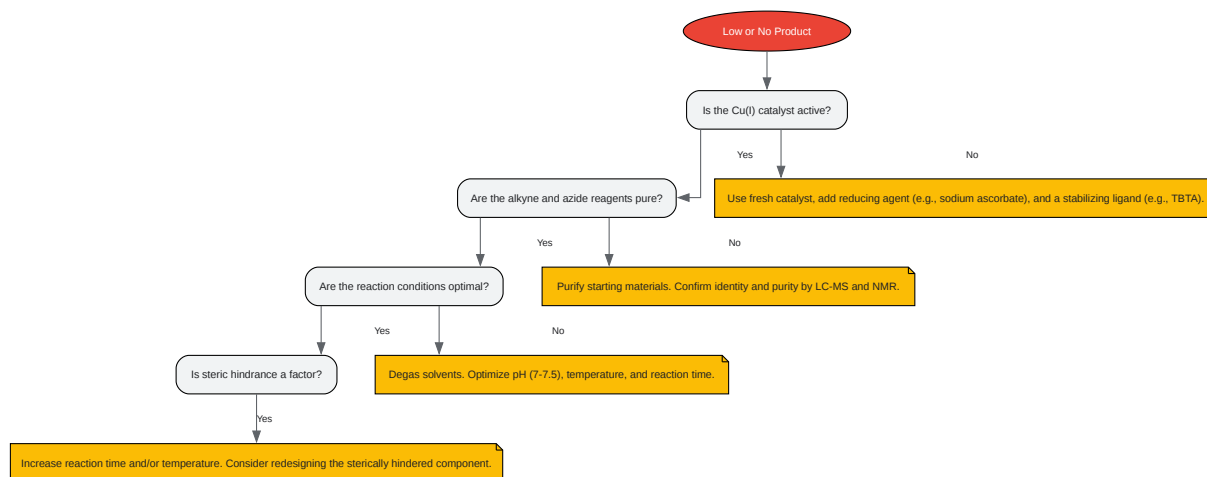 Low or No Product
Is the Cu(I) catalyst active?
Yes
No
Are the alkyne and azide reagents pure?
Use fresh catalyst, add reducing agent (e.g., sodium ascorbate), and a stabilizing ligand (e.g., TBTA).
Yes
No
Are the reaction conditions optimal?
Purify starting materials. Confirm identity and purity by LC-MS and NMR.
Yes
No
Is steric hindrance a factor?
Degas solvents. Optimize pH (7-7.5), temperature, and reaction time.
Yes
Increase reaction time and/or temperature. Consider redesigning the sterically hindered component.